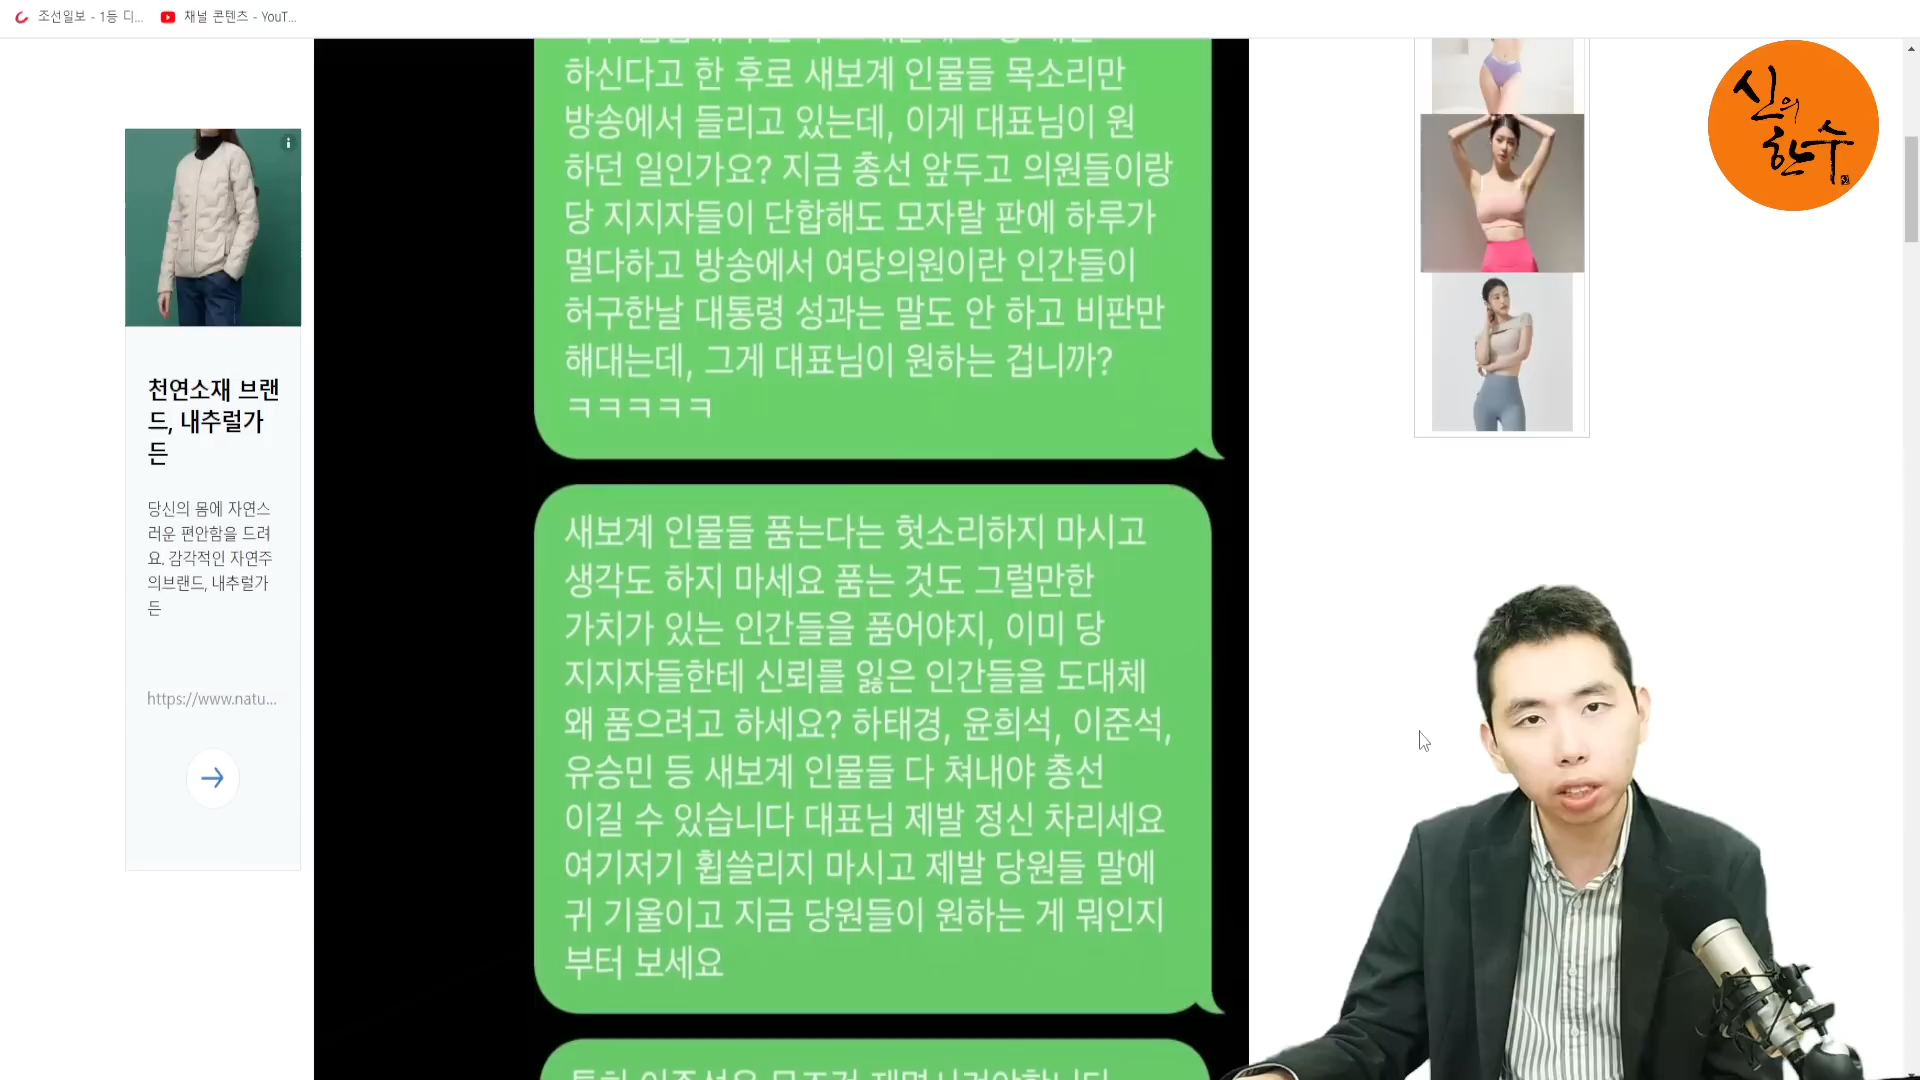 조선일보 - 1등 디...
채널 콘텐츠 - YouT...
신의
한수
하신다고 한 후로 새보계 인물들 목소리만
방송에서 들리고 있는데, 이게 대표님이 원
하던 일인가요? 지금 총선 앞두고 의원들이랑
당 지지자들이 단합해도 모자랄 판에 하루가
멀다하고 방송에서 여당의원이란 인간들이
허구한날 대통령 성과는 말도 안 하고 비판만
해대는데, 그게 대표님이 원하는 겁니까?
ㅋㅋㅋㅋㅋ
새보계 인물들 품는다는 헛소리하지 마시고
생각도 하지 마세요 품는 것도 그럴만한
가치가 있는 인간들을 품어야지, 이미 당
지지자들한테 신뢰를 잃은 인간들을 도대체
왜 품으려고 하세요? 하태경, 윤희석, 이준석,
유승민 등 새보계 인물들 다 쳐내야 총선
이길 수 있습니다 대표님 제발 정신 차리세요
여기저기 휩쓸리지 마시고 제발 당원들 말에
귀 기울이고 지금 당원들이 원하는 게 뭐인지
부터 보세요
천연소재 브랜
드, 내추럴가
든
당신의 몸에 자연스
러운 편안함을 드려
요. 감각적인 자연주
의브랜드, 내추럴가
든
https://www.natu...